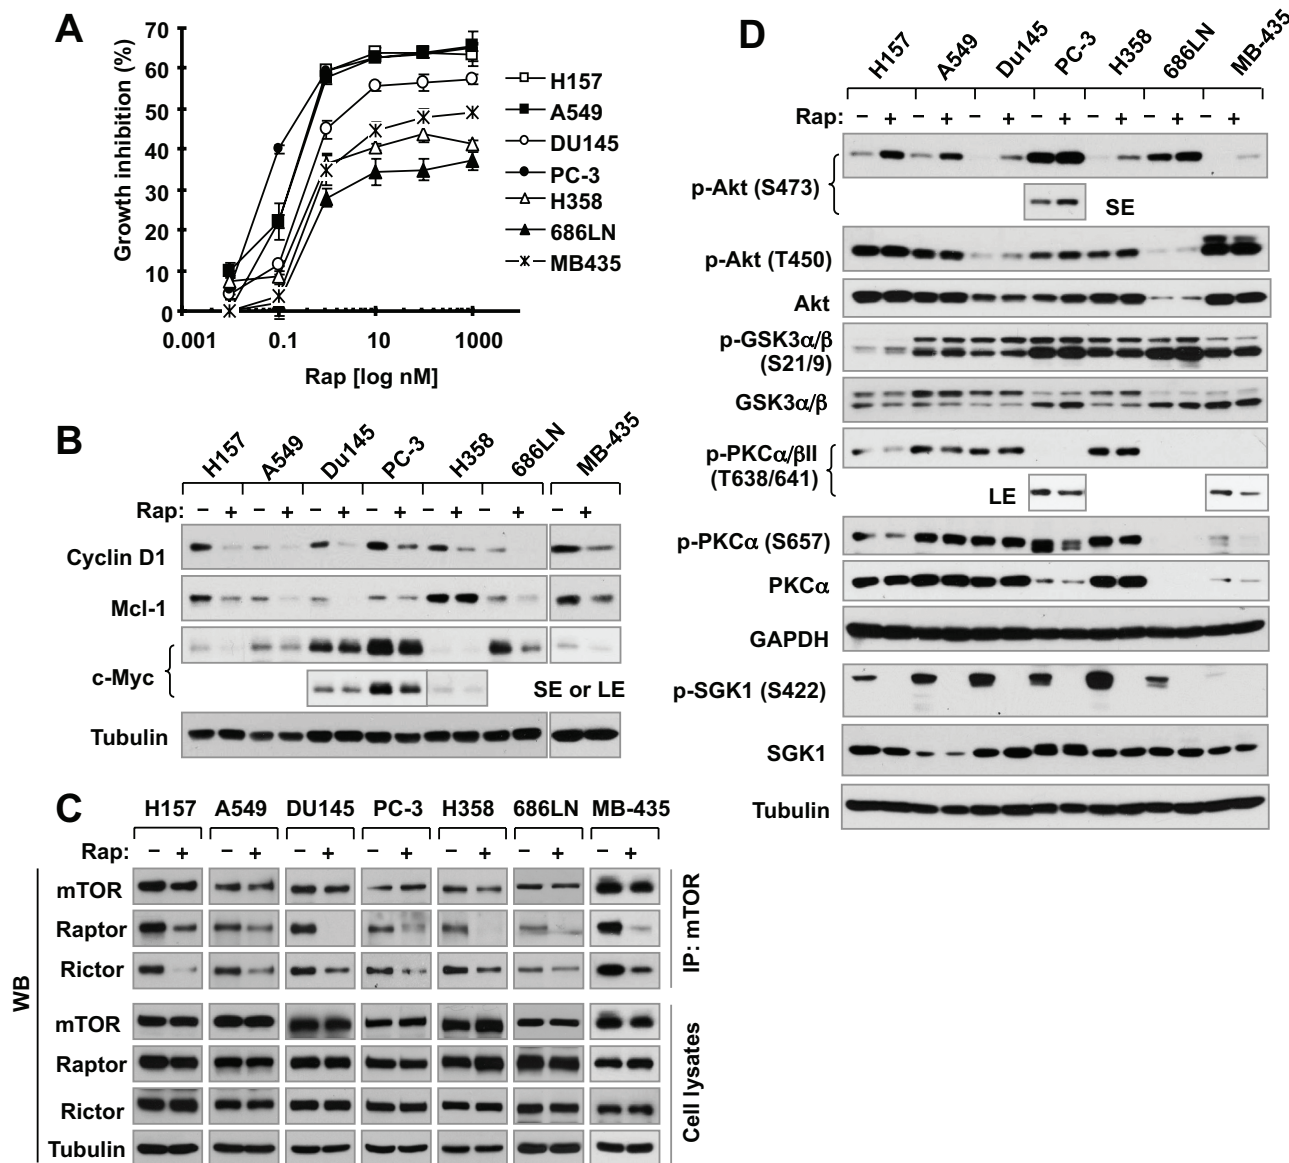 A
Growth inhibition (%)
70
60
50
40
30
20
10
0
0.001
0.1
10
1000
Rap [log nM]
H157
A549
DU145
PC-3
H358
686LN
MB435
B
H157 A549 Du145 PC-3 H358 686LN MB-435
Rap: − + − + − + − + − + − + − +
Cyclin D1
Mcl-1
c-Myc
SE or LE
Tubulin
C
H157 A549 DU145 PC-3 H358 686LN MB-435
Rap: − + − + − + − + − + − + − +
WB
mTOR
Raptor
Rictor
IP: mTOR
mTOR
Raptor
Rictor
Tubulin
Cell lysates
D
H157 A549 Du145 PC-3 H358 686LN MB-435
Rap: − + − + − + − + − + − + − +
p-Akt (S473)
SE
p-Akt (T450)
Akt
p-GSK3α/β
(S21/9)
GSK3α/β
p-PKCα/βII
(T638/641)
LE
p-PKCα (S657)
PKCα
GAPDH
p-SGK1 (S422)
SGK1
Tubulin